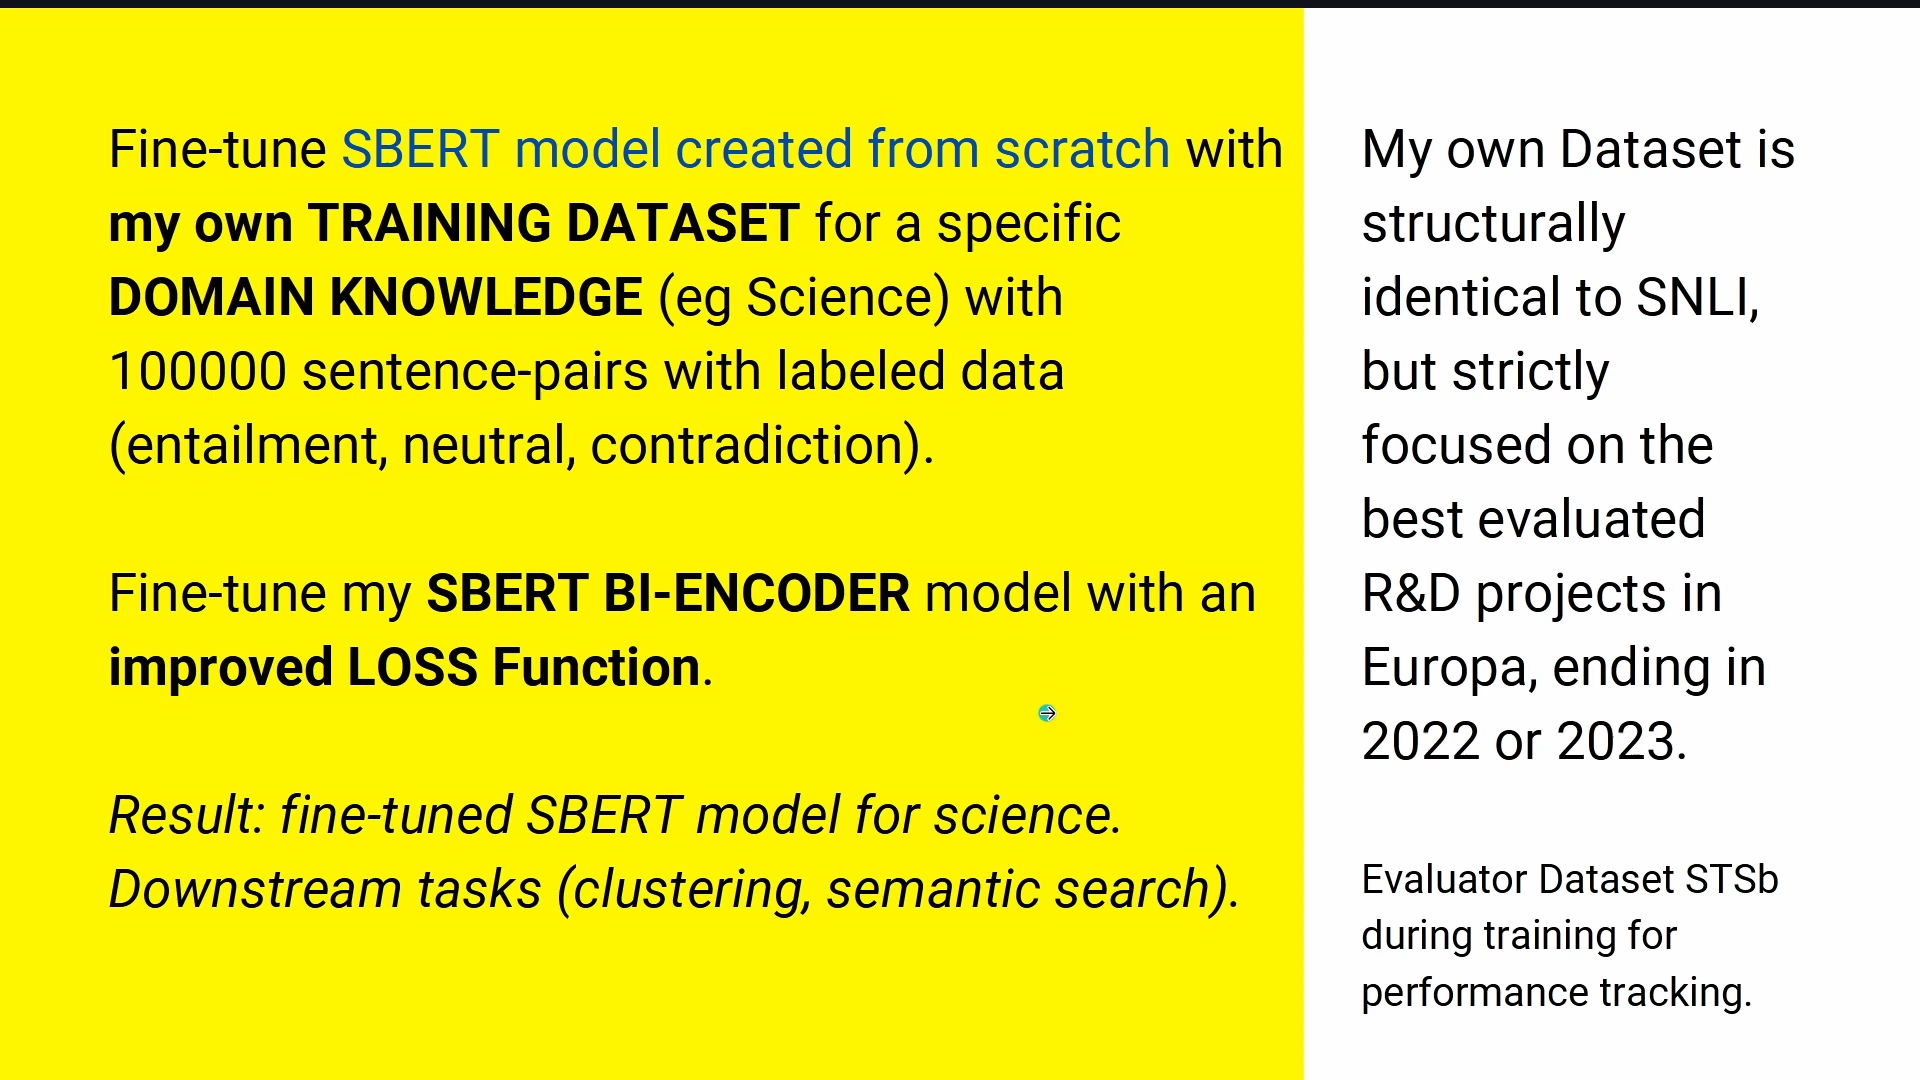 Fine-tune SBERT model created from scratch with
my own TRAINING DATASET for a specific
DOMAIN KNOWLEDGE (eg Science) with
100000 sentence-pairs with labeled data
(entailment, neutral, contradiction).
Fine-tune my SBERT BI-ENCODER model with an
improved LOSS Function.
Result: fine-tuned SBERT model for science.
Downstream tasks (clustering, semantic search).
My own Dataset is
structurally
identical to SNLI,
but strictly
focused on the
best evaluated
R&D projects in
Europa, ending in
2022 or 2023.
Evaluator Dataset STSb
during training for
performance tracking.